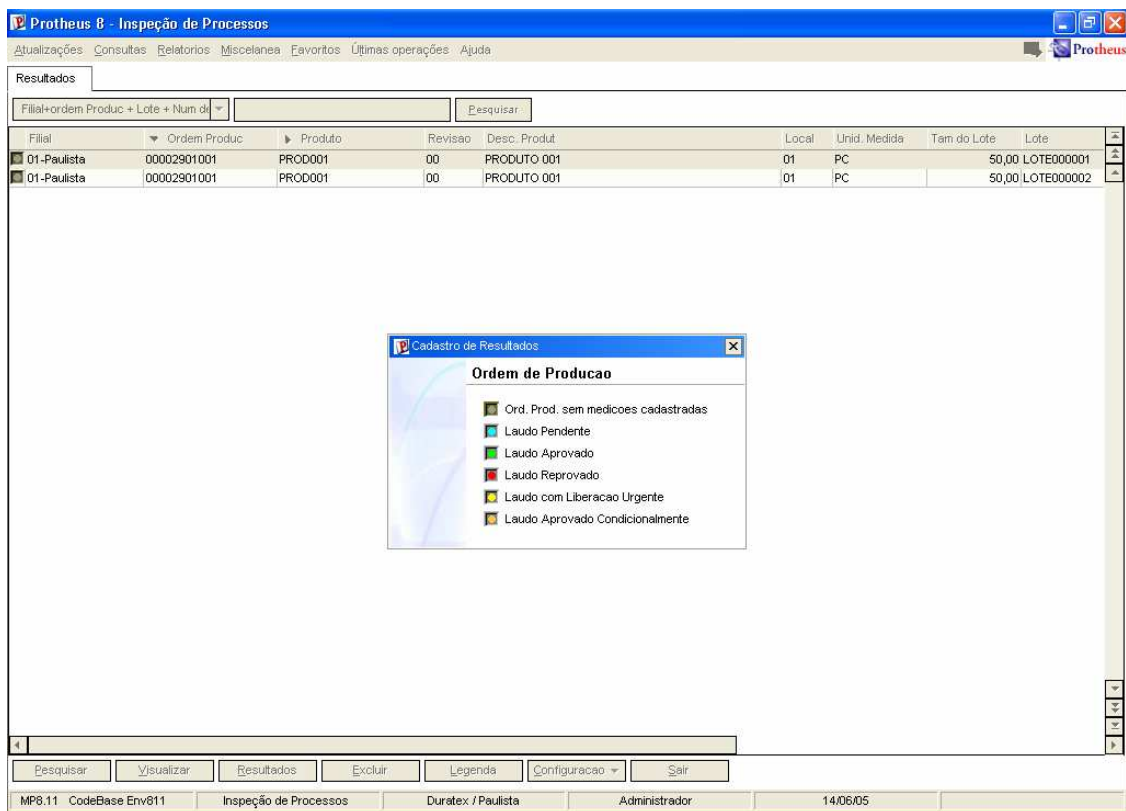 Protheus 8 - Inspeção de Processos
Atualizações Consultas Relatorios Miscelanea Favoritos Últimas operações Ajuda Protheus
Resultados
Filial+ordem Produc + Lote + Num de Pesquisar
Filial Ordem Produc Produto Revisao Desc. Produt Local Unid. Medida Tam do Lote Lote
01-Paulista 00002901001 PROD001 00 PRODUTO 001 01 PC 50,00 LOTE000001
01-Paulista 00002901001 PROD001 00 PRODUTO 001 01 PC 50,00 LOTE000002
Cadastro de Resultados
Ordem de Producao
Ord. Prod. sem medicoes cadastradas
Laudo Pendente
Laudo Aprovado
Laudo Reprovado
Laudo com Liberacao Urgente
Laudo Aprovado Condicionalmente
Pesquisar Visualizar Resultados Excluir Legenda Configuracao Sair
MP8.11 CodeBase Env811 Inspeção de Processos Duratex / Paulista Administrador 14/06/05